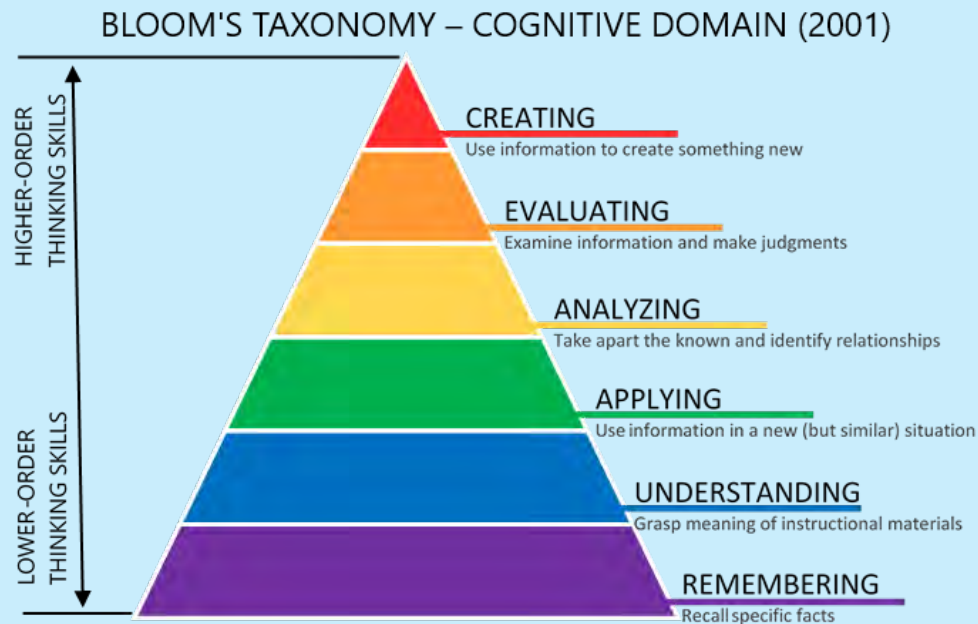 BLOOM'S TAXONOMY – COGNITIVE DOMAIN (2001)
HIGHER-ORDER
THINKING SKILLS
LOWER-ORDER
THINKING SKILLS
CREATING
Use information to create something new
EVALUATING
Examine information and make judgments
ANALYZING
Take apart the known and identify relationships
APPLYING
Use information in a new (but similar) situation
UNDERSTANDING
Grasp meaning of instructional materials
REMEMBERING
Recall specific facts